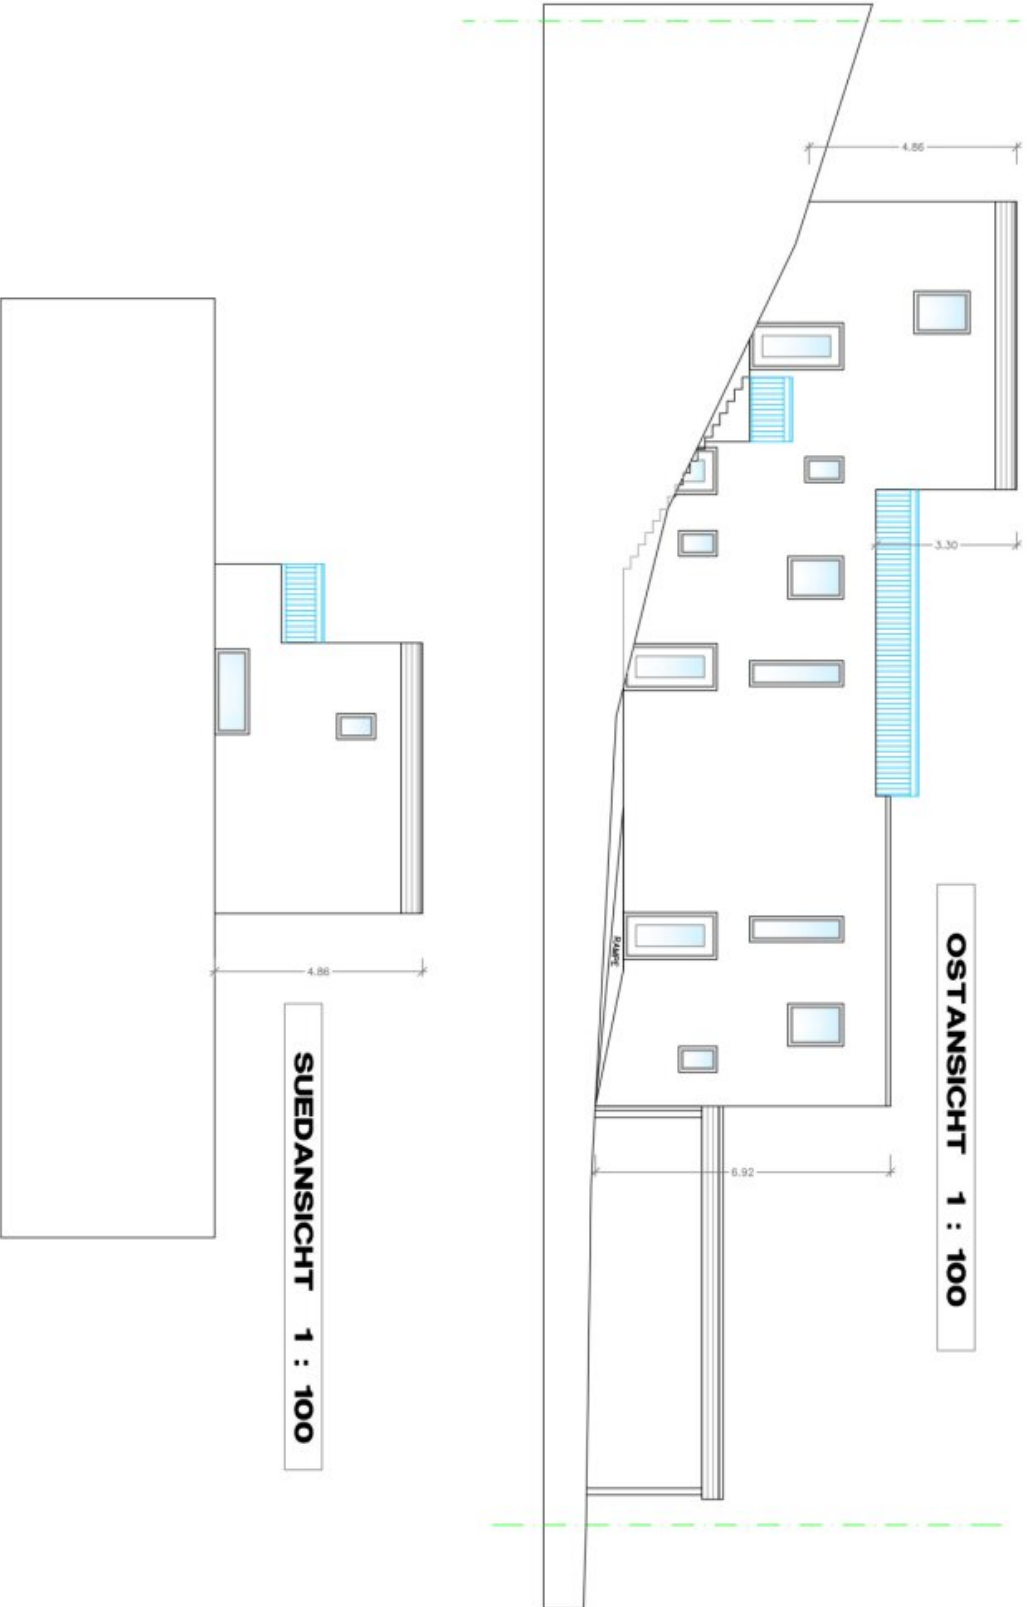 OSTANSICHT 1 : 100
4.86
3.30
RAMPE
6.92
SUEDANSICHT 1 : 100
4.86